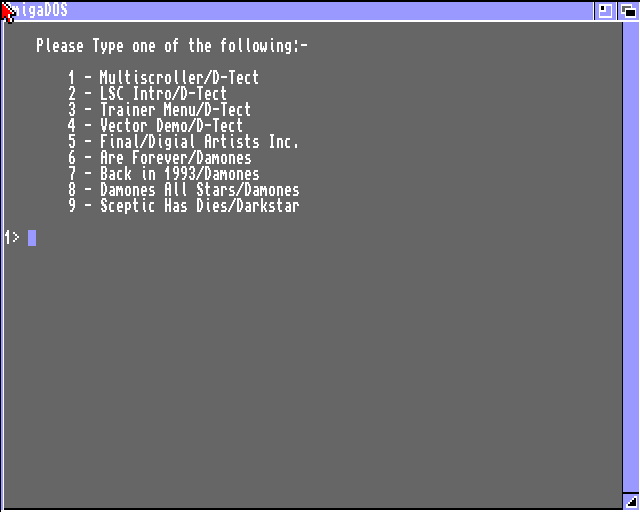 migaDOS
Please Type one of the following:-
1 - Multiscroller/D-Tect
2 - LSC Intro/D-Tect
3 - Trainer Menu/D-Tect
4 - Vector Demo/D-Tect
5 - Final/Digial Artists Inc.
6 - Are Forever/Damones
7 - Back in 1993/Damones
8 - Damones All Stars/Damones
9 - Sceptic Has Dies/Darkstar
1>